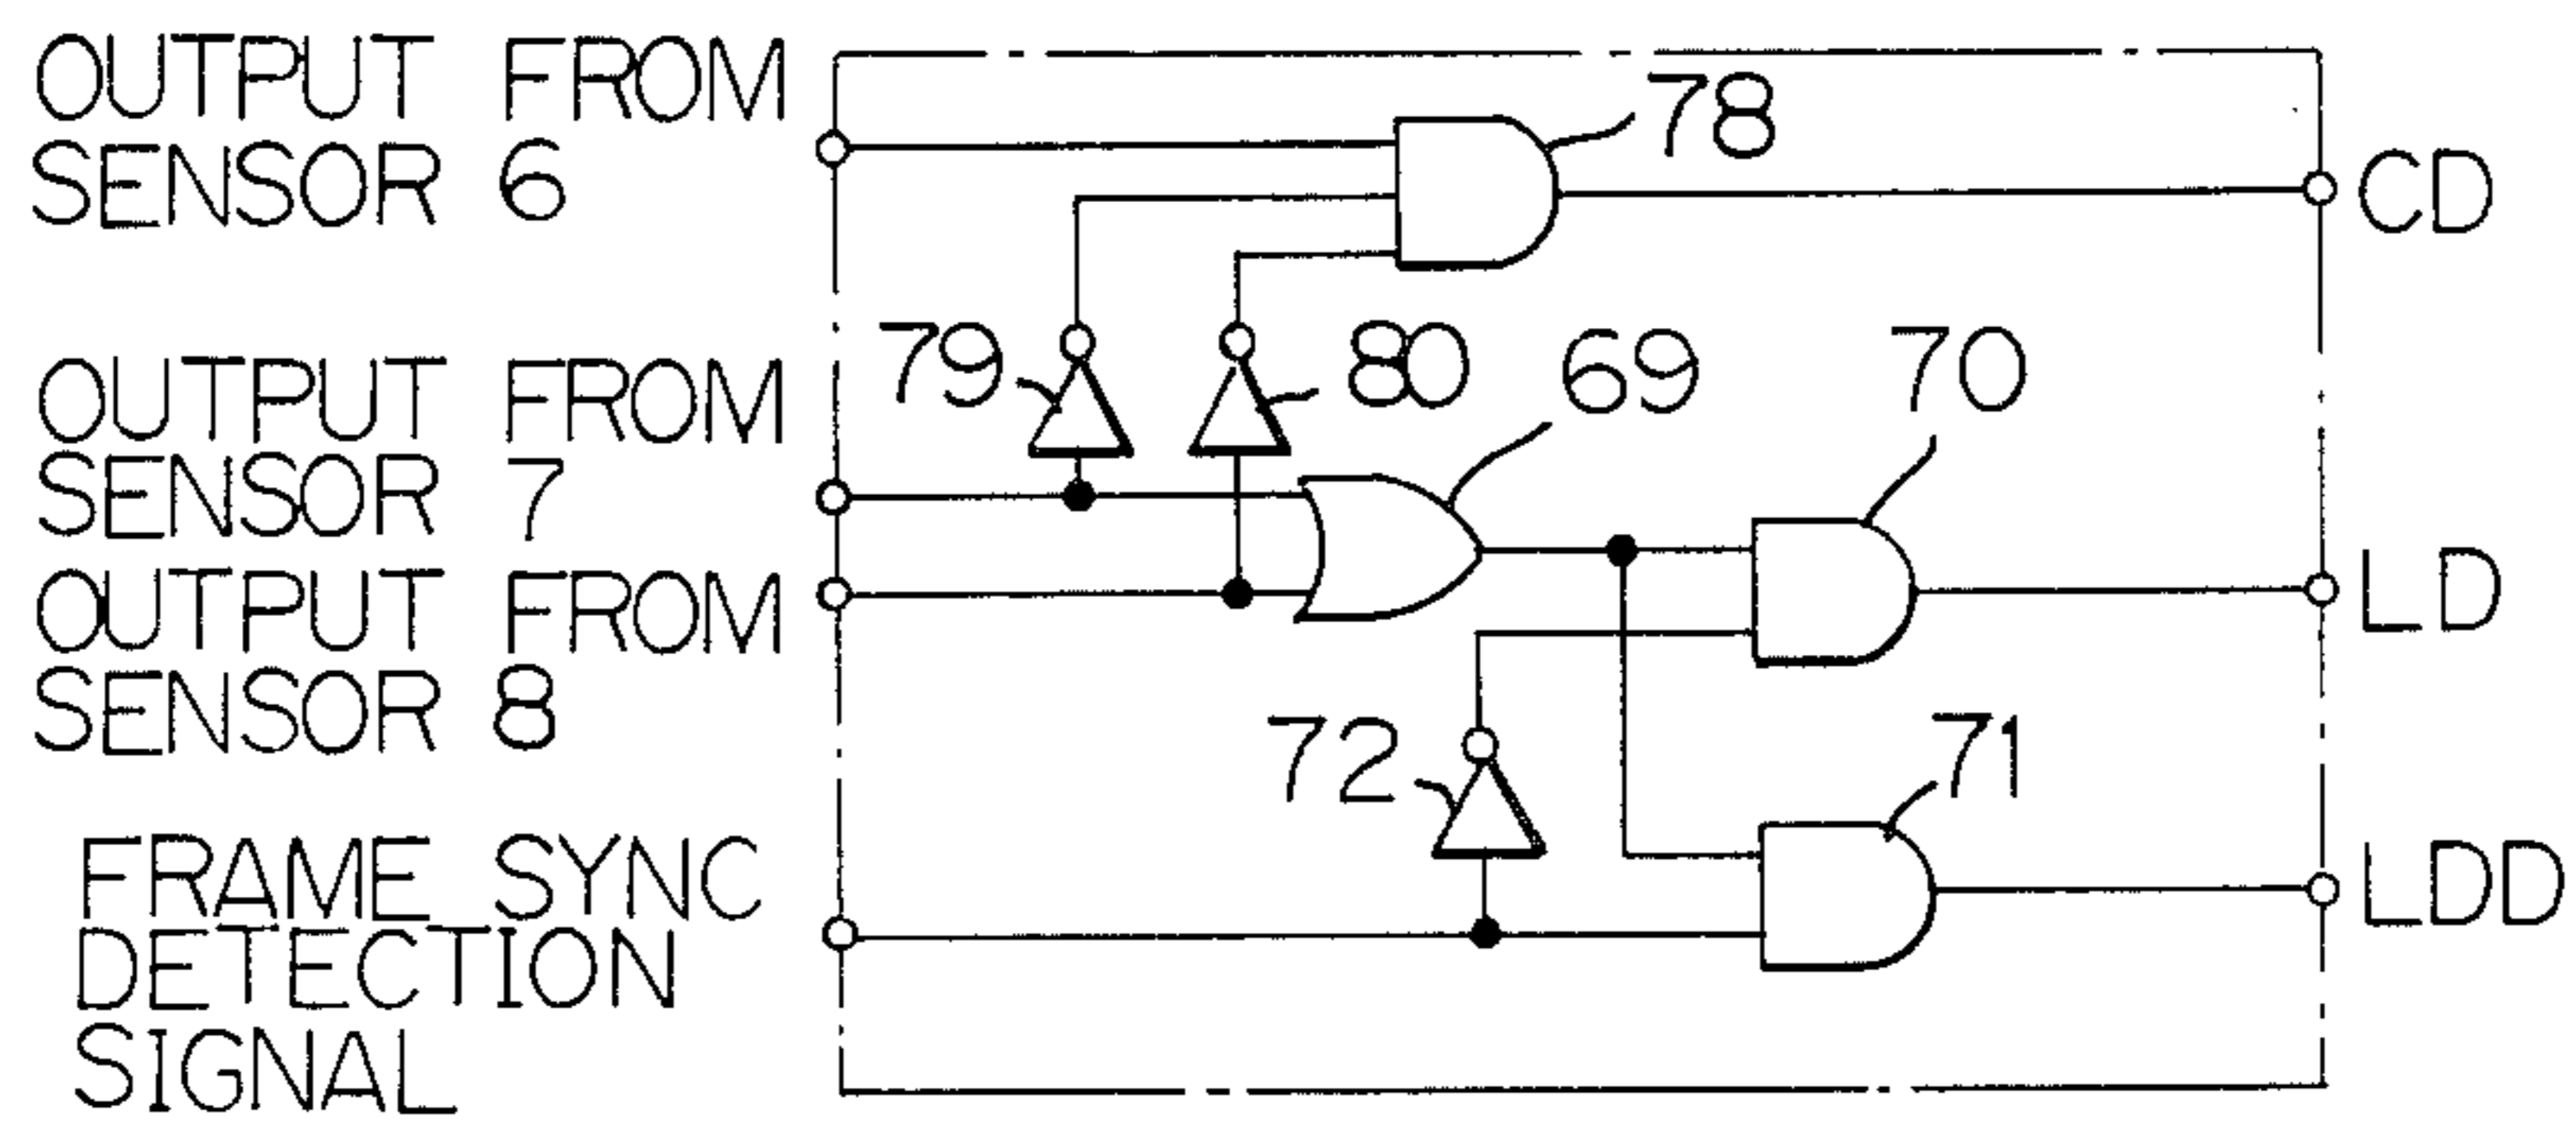 OUTPUT FROM
SENSOR 6
78
CD
79
80
69
70
OUTPUT FROM
SENSOR 7
OUTPUT FROM
SENSOR 8
LD
72
71
FRAME SYNC
DETECTION
SIGNAL
LDD